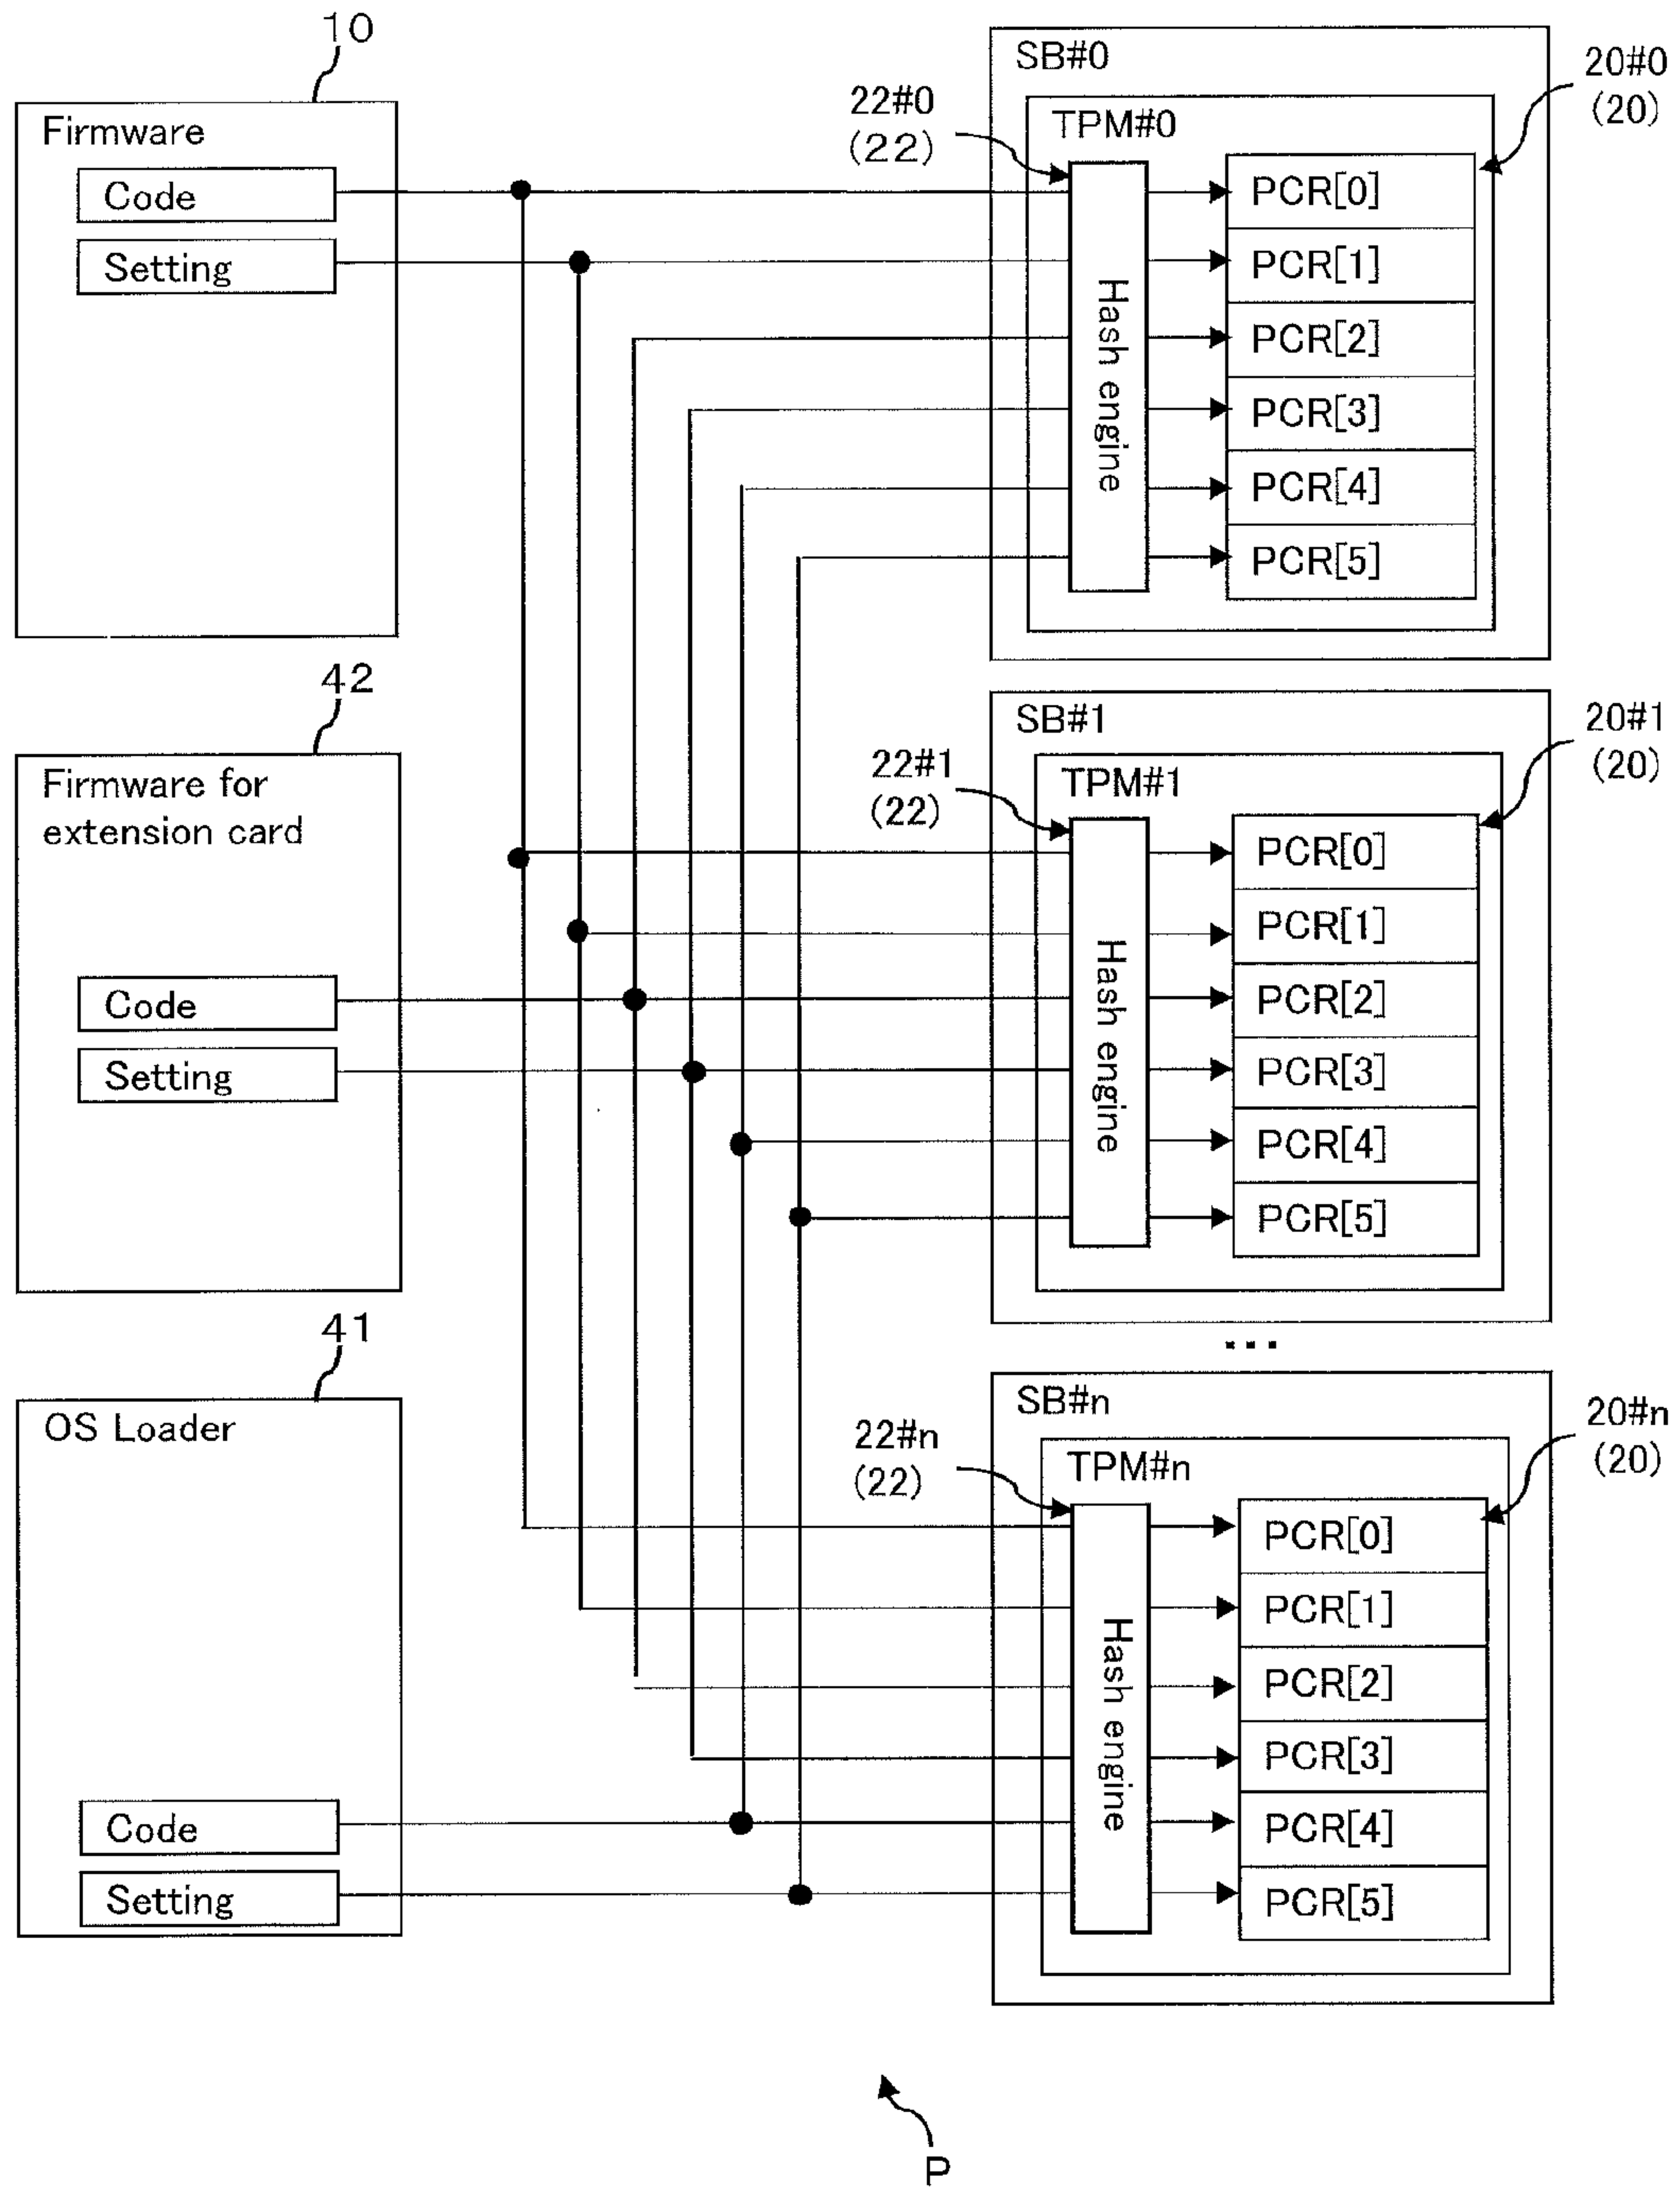 10
Firmware
Code
Setting
42
Firmware for
extension card
Code
Setting
41
OS Loader
Code
Setting
SB#0
20#0
(20)
22#0
(22)
TPM#0
Hash engine
PCR[0]
PCR[1]
PCR[2]
PCR[3]
PCR[4]
PCR[5]
SB#1
20#1
(20)
22#1
(22)
TPM#1
Hash engine
PCR[0]
PCR[1]
PCR[2]
PCR[3]
PCR[4]
PCR[5]
...
SB#n
20#n
(20)
22#n
(22)
TPM#n
Hash engine
PCR[0]
PCR[1]
PCR[2]
PCR[3]
PCR[4]
PCR[5]
P